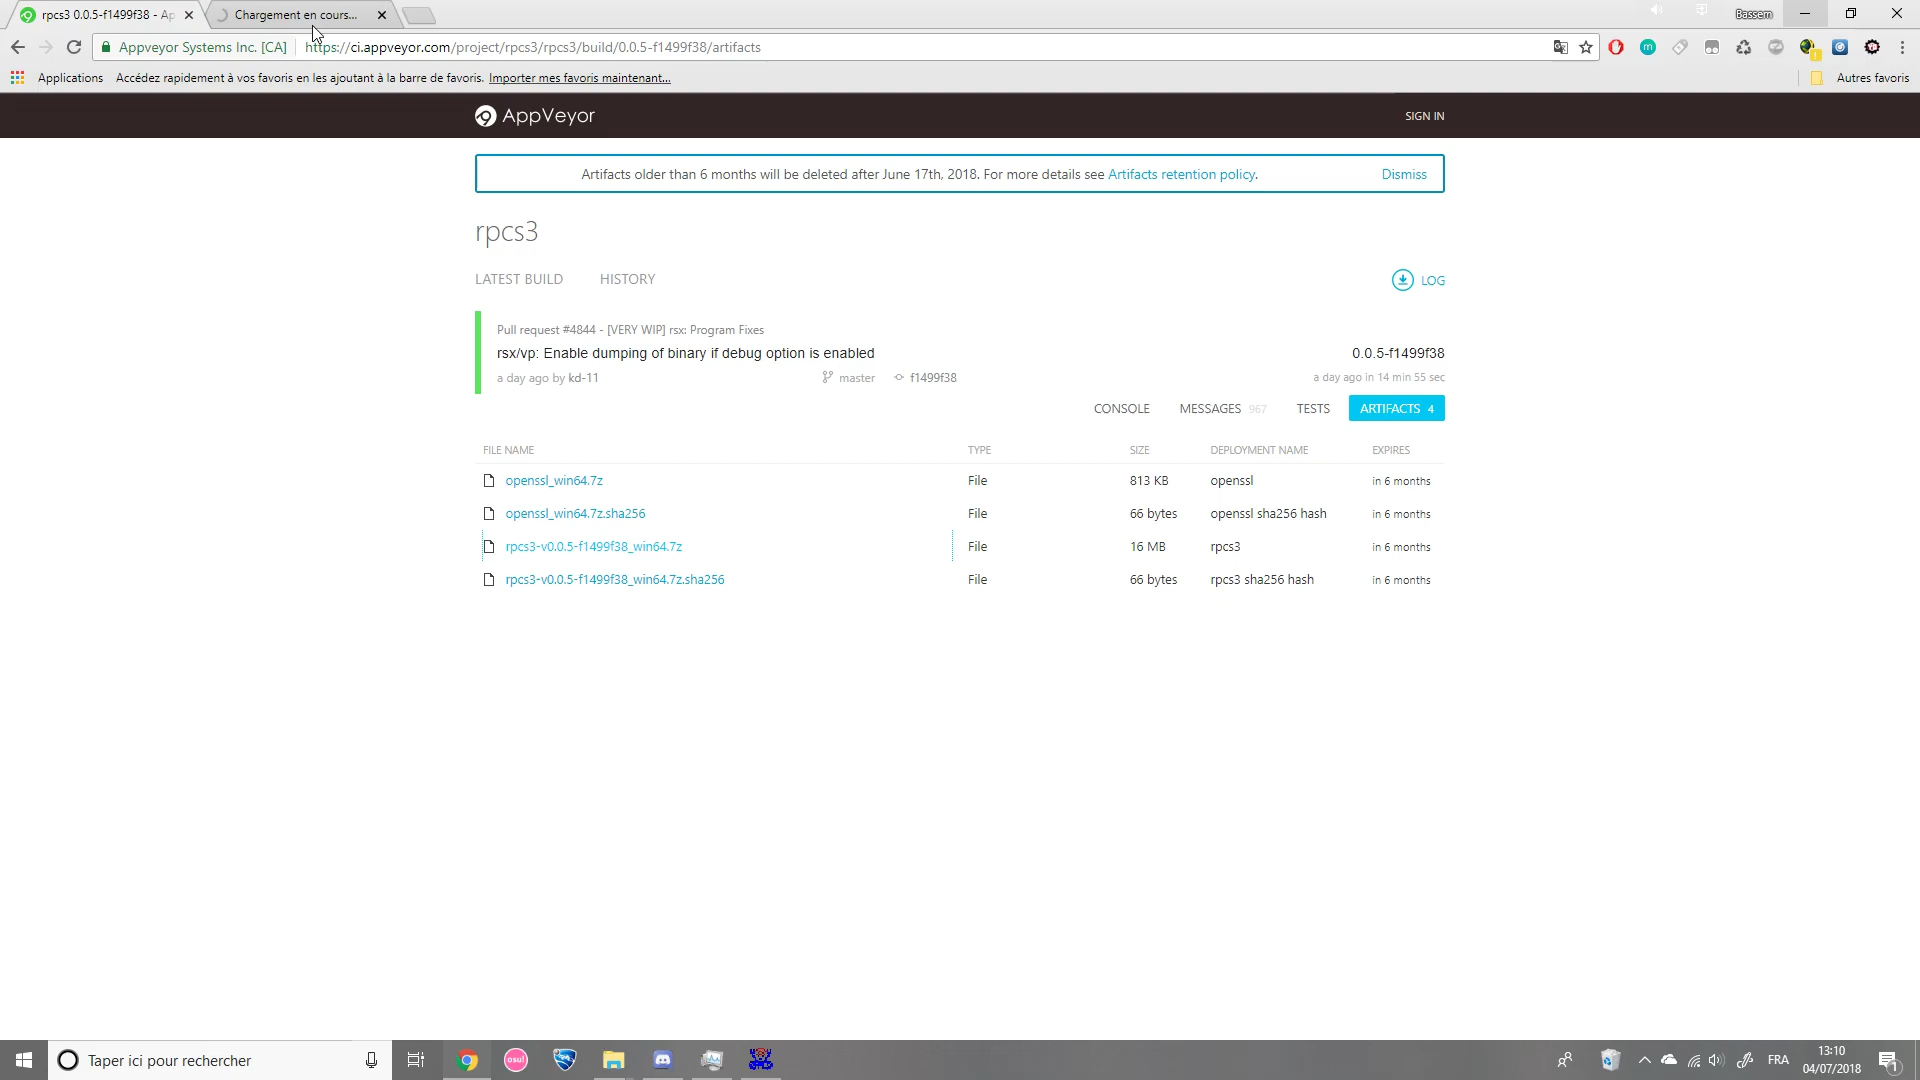 rpcs3 0.0.5-f1499f38 - Ap
Chargement en cours...
Bassem
Appveyor Systems Inc. [CA]
https://ci.appveyor.com/project/rpcs3/rpcs3/build/0.0.5-f1499f38/artifacts
Applications
Accédez rapidement à vos favoris en les ajoutant à la barre de favoris.
Importer mes favoris maintenant...
Autres favoris
AppVeyor
SIGN IN
Artifacts older than 6 months will be deleted after June 17th, 2018. For more details see Artifacts retention policy.
Dismiss
rpcs3
LATEST BUILD
HISTORY
LOG
Pull request #4844 - [VERY WIP] rsx: Program Fixes
rsx/vp: Enable dumping of binary if debug option is enabled
0.0.5-f1499f38
a day ago by kd-11
master
f1499f38
a day ago in 14 min 55 sec
CONSOLE
MESSAGES 967
TESTS
ARTIFACTS 4
FILE NAME
TYPE
SIZE
DEPLOYMENT NAME
EXPIRES
openssl_win64.7z
File
813 KB
openssl
in 6 months
openssl_win64.7z.sha256
File
66 bytes
openssl sha256 hash
in 6 months
rpcs3-v0.0.5-f1499f38_win64.7z
File
16 MB
rpcs3
in 6 months
rpcs3-v0.0.5-f1499f38_win64.7z.sha256
File
66 bytes
rpcs3 sha256 hash
in 6 months
Taper ici pour rechercher
osu!
FRA
13:10
04/07/2018
1